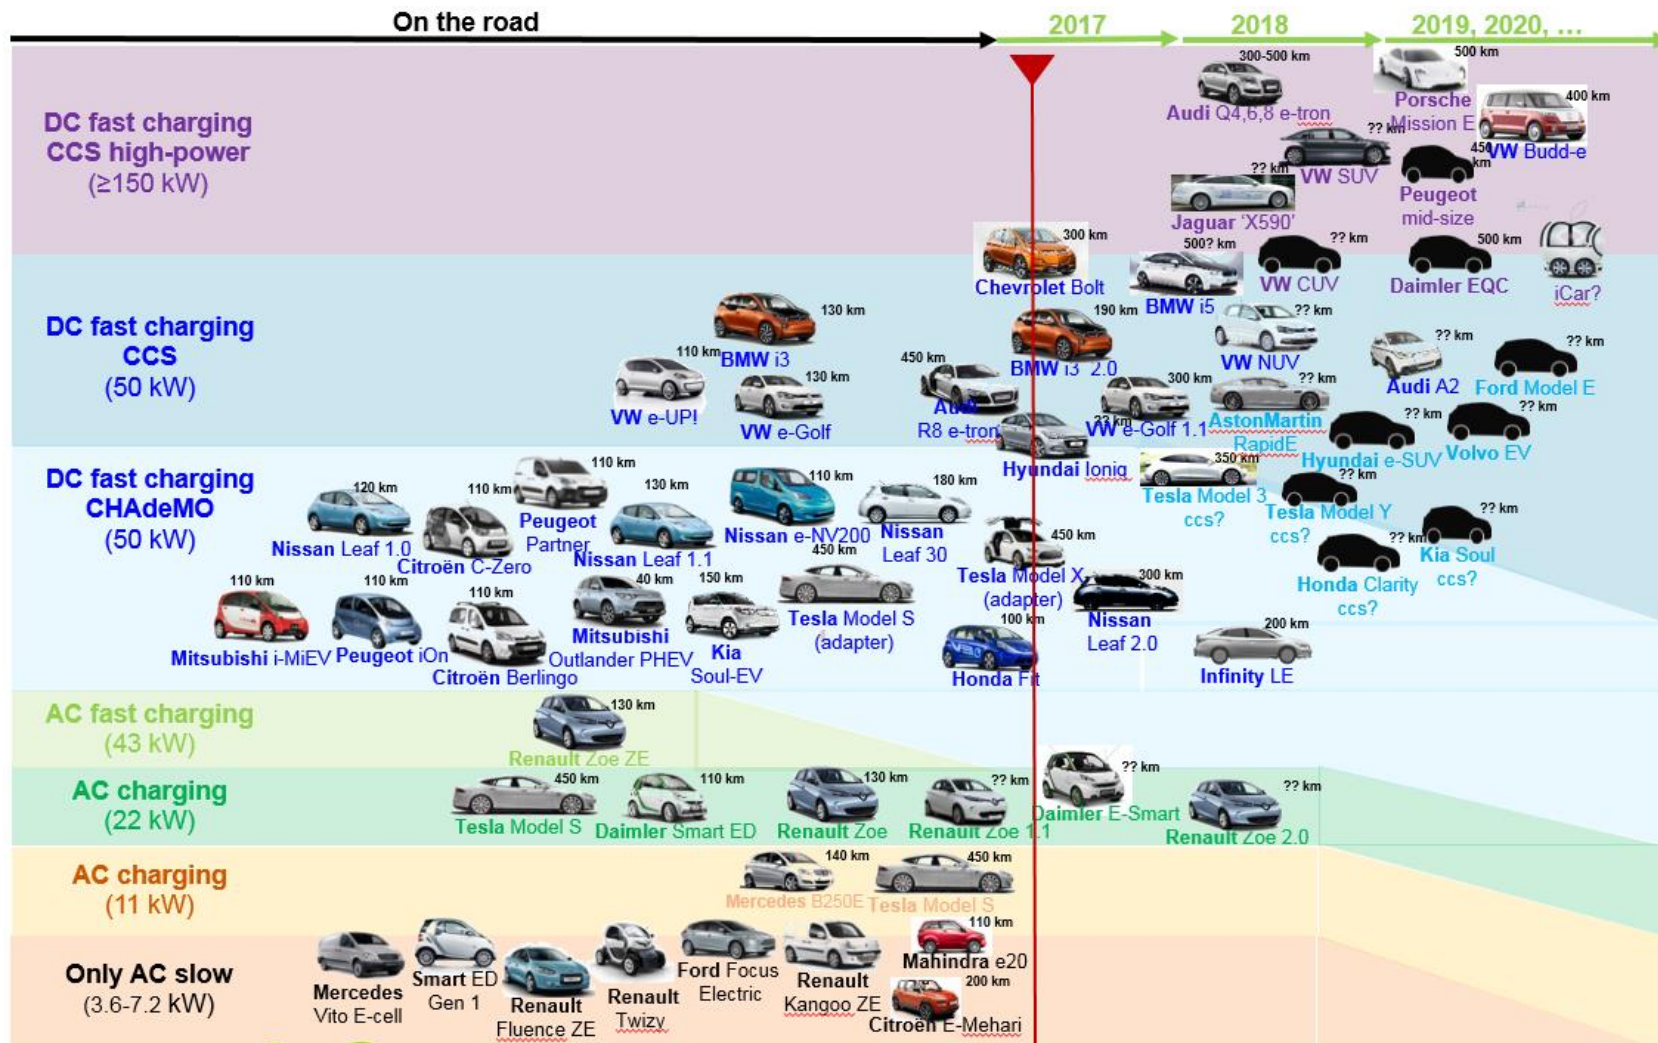 On the road
2017
2018
2019, 2020, ...
DC fast charging
CCS high-power
(≥150 kW)
300-500 km
Audi Q4,6,8 e-tron
500 km
Porsche
Mission E
400 km
VW Budd-e
?? km
VW SUV
450
km
Peugeot
mid-size
?? km
Jaguar 'X590'
300 km
Chevrolet Bolt
500? km
BMW i5
?? km
VW CUV
500 km
Daimler EQC
iCar?
DC fast charging
CCS
(50 kW)
130 km
BMW i3
110 km
VW e-UP!
130 km
VW e-Golf
450 km
Audi
R8 e-tron
190 km
BMW i3 2.0
?? km
Hyundai Ioniq
300 km
VW e-Golf 1.1
?? km
VW NUV
?? km
AstonMartin
RapidE
?? km
Audi A2
?? km
Ford Model E
?? km
Hyundai e-SUV
?? km
Volvo EV
DC fast charging
CHAdeMO
(50 kW)
120 km
Nissan Leaf 1.0
110 km
Citroën C-Zero
110 km
Peugeot
Partner
130 km
Nissan Leaf 1.1
110 km
Nissan e-NV200
180 km
Nissan
Leaf 30
450 km
Tesla Model X
(adapter)
350 km
Tesla Model 3
ccs?
?? km
Tesla Model Y
ccs?
?? km
Kia Soul
ccs?
?? km
Honda Clarity
ccs?
110 km
Mitsubishi i-MiEV
110 km
Peugeot iOn
110 km
Citroën Berlingo
40 km
Mitsubishi
Outlander PHEV
150 km
Kia
Soul-EV
450 km
Tesla Model S
(adapter)
100 km
Honda Fit
300 km
Nissan
Leaf 2.0
200 km
Infinity LE
AC fast charging
(43 kW)
130 km
Renault Zoe ZE
AC charging
(22 kW)
450 km
Tesla Model S
110 km
Daimler Smart ED
130 km
Renault Zoe
?? km
Renault Zoe 1.1
?? km
Daimler E-Smart
?? km
Renault Zoe 2.0
AC charging
(11 kW)
140 km
Mercedes B250E
450 km
Tesla Model S
Only AC slow
(3.6-7.2 kW)
Mercedes
Vito E-cell
Smart ED
Gen 1
Renault
Fluence ZE
Renault
Twizy
Ford Focus
Electric
Renault
Kangoo ZE
110 km
Mahindra e20
200 km
Citroën E-Mehari